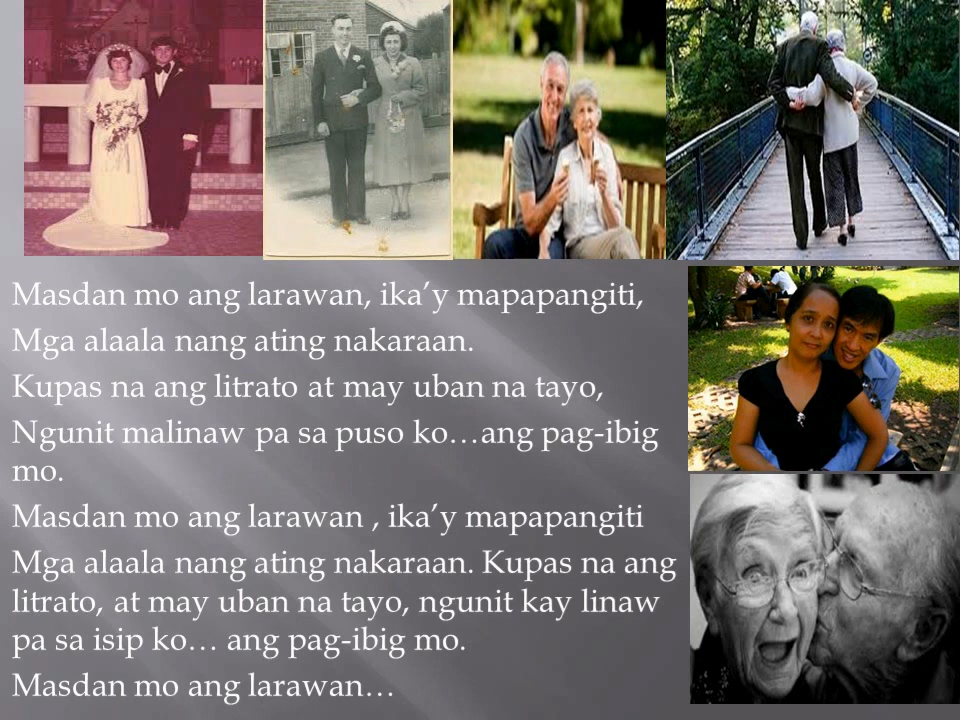 Masdan mo ang larawan, ika’y mapapangiti,
Mga alaala nang ating nakaraan.
Kupas na ang litrato at may uban na tayo,
Ngunit malinaw pa sa puso ko…ang pag-ibig
mo.
Masdan mo ang larawan , ika’y mapapangiti
Mga alaala nang ating nakaraan. Kupas na ang
litrato, at may uban na tayo, ngunit kay linaw
pa sa isip ko… ang pag-ibig mo.
Masdan mo ang larawan…